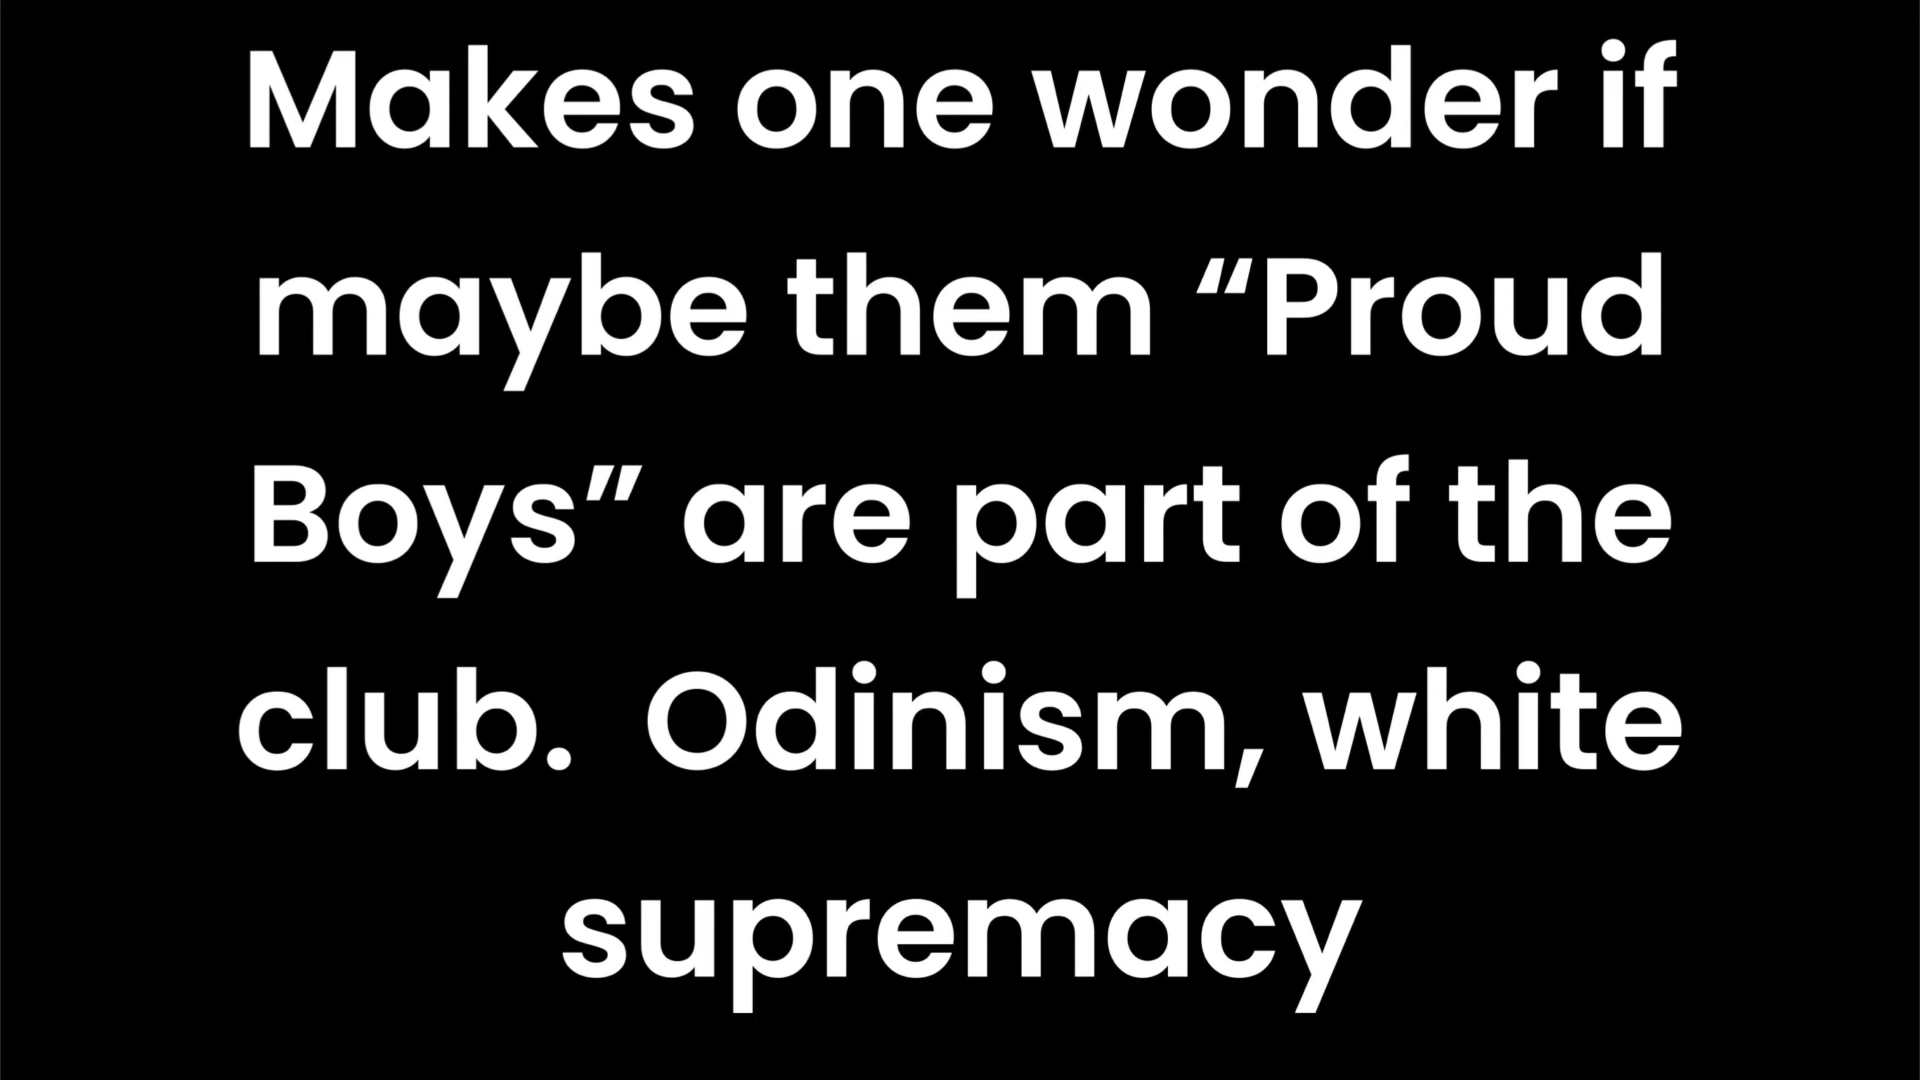 Makes one wonder if
maybe them “Proud
Boys” are part of the
club.  Odinism, white
supremacy